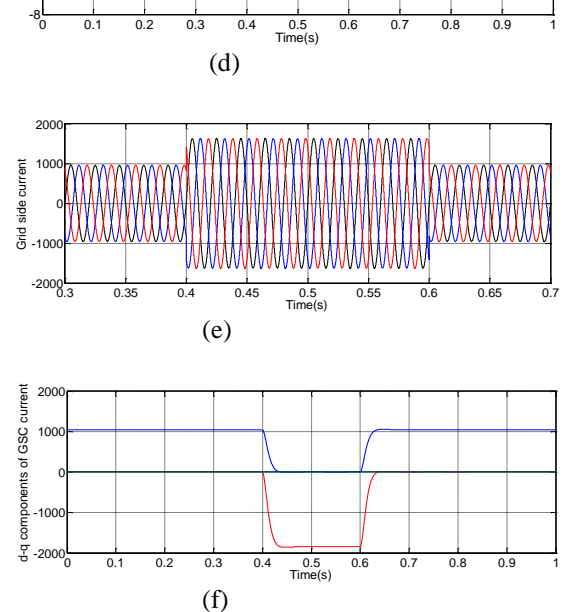 -8
0 0.1 0.2 0.3 0.4 0.5 0.6 0.7 0.8 0.9 1
Time(s)
(d)
Grid side current
2000
1000
0
-1000
-2000
0.3 0.35 0.4 0.45 0.5 0.55 0.6 0.65 0.7
Time(s)
(e)
d-q components of GSC current
2000
1000
0
-1000
-2000
0 0.1 0.2 0.3 0.4 0.5 0.6 0.7 0.8 0.9 1
Time(s)
(f)